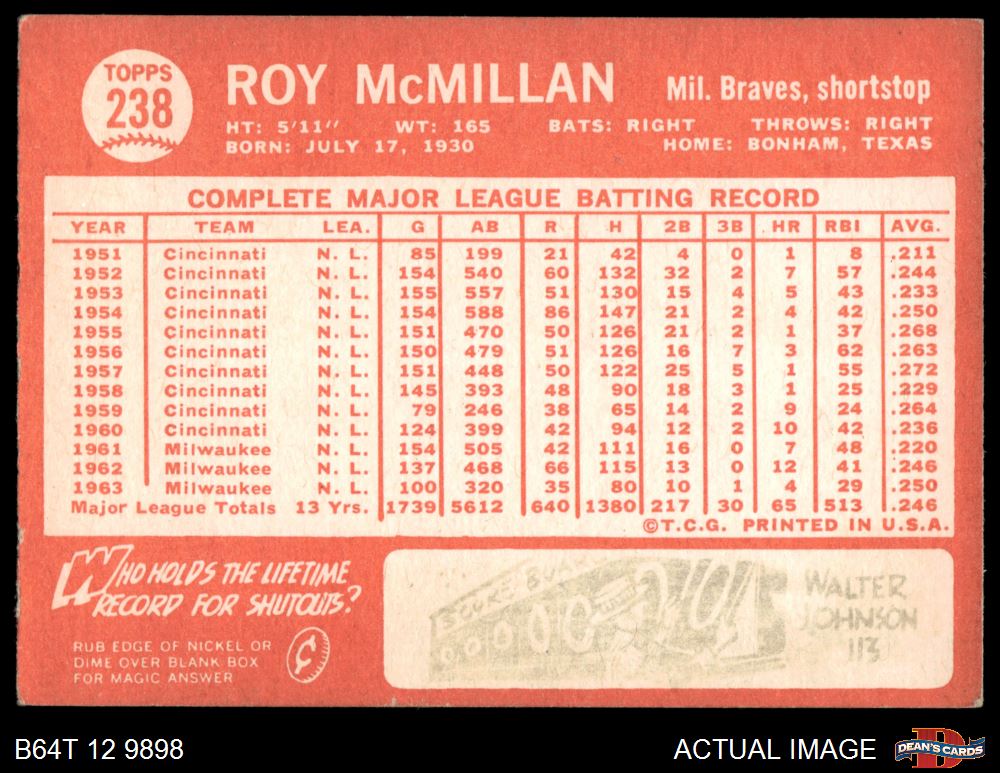 TOPPS
238
ROY McMILLAN
Mil. Braves, shortstop
HT: 5'11" WT: 165 BATS: RIGHT THROWS: RIGHT
BORN: JULY 17, 1930 HOME: BONHAM, TEXAS
COMPLETE MAJOR LEAGUE BATTING RECORD
YEAR TEAM LEA. G AB R H 2B 3B HR RBI AVG.
1951 Cincinnati N. L. 85 199 21 42 4 0 1 8 .211
1952 Cincinnati N. L. 154 540 60 132 32 2 7 57 .244
1953 Cincinnati N. L. 155 557 51 130 15 4 5 43 .233
1954 Cincinnati N. L. 154 588 86 147 21 2 4 42 .250
1955 Cincinnati N. L. 151 470 50 126 21 2 1 37 .268
1956 Cincinnati N. L. 150 479 51 126 16 7 3 62 .263
1957 Cincinnati N. L. 151 448 50 122 25 5 1 55 .272
1958 Cincinnati N. L. 145 393 48 90 18 3 1 25 .229
1959 Cincinnati N. L. 79 246 38 65 14 2 9 24 .264
1960 Cincinnati N. L. 124 399 42 94 12 2 10 42 .236
1961 Milwaukee N. L. 154 505 42 111 16 0 7 48 .220
1962 Milwaukee N. L. 137 468 66 115 13 0 12 41 .246
1963 Milwaukee N. L. 100 320 35 80 10 1 4 29 .250
Major League Totals 13 Yrs. 1739 5612 640 1380 217 30 65 513 .246
©T.C.G. PRINTED IN U.S.A.
WHO HOLDS THE LIFETIME
RECORD FOR SHUTOUTS?
RUB EDGE OF NICKEL OR
DIME OVER BLANK BOX
FOR MAGIC ANSWER
SCORE BOARD
0 0 0 0 0
WALTER
JOHNSON
113
B64T 12 9898
ACTUAL IMAGE
DEAN'S CARDS